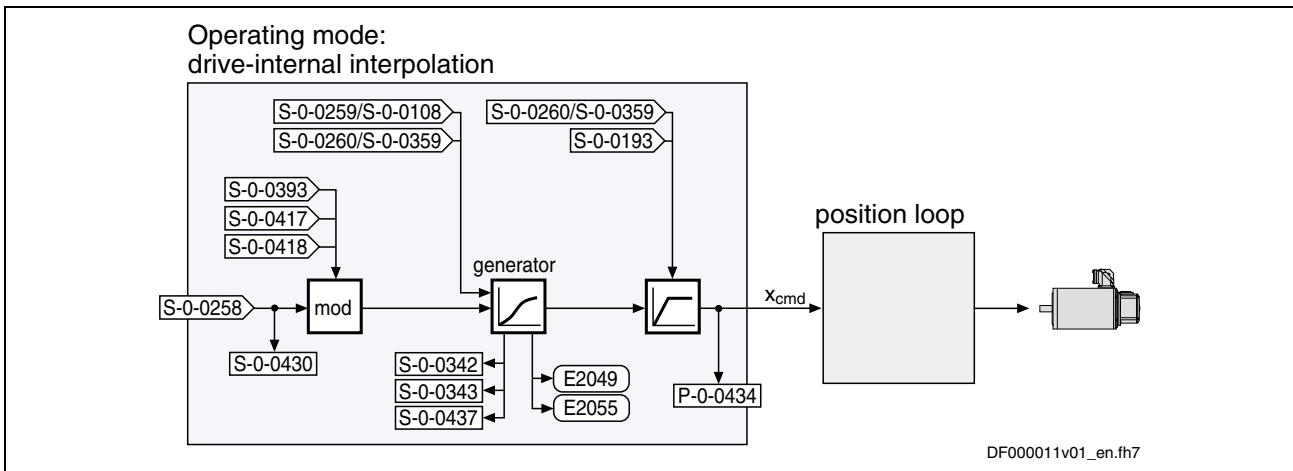 Operating mode:
drive-internal interpolation
S-0-0259/S-0-0108
S-0-0260/S-0-0359
S-0-0260/S-0-0359
S-0-0193
S-0-0393
S-0-0417
S-0-0418
position loop
generator
S-0-0258
mod
xcmd
S-0-0430
S-0-0342
S-0-0343
S-0-0437
E2049
E2055
P-0-0434
DF000011v01_en.fh7